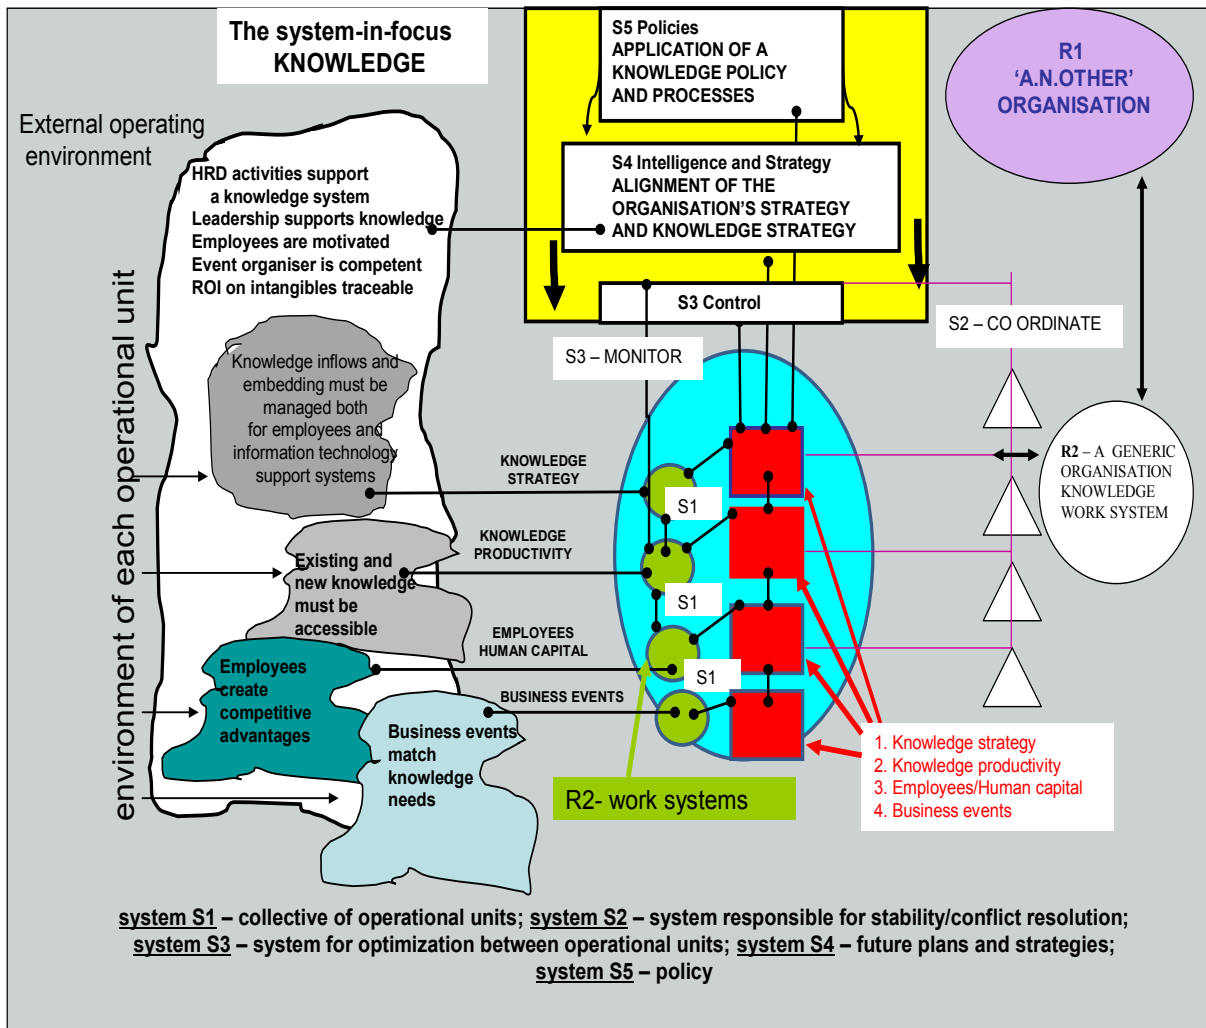 The system-in-focus
KNOWLEDGE
S5 Policies
APPLICATION OF A
KNOWLEDGE POLICY
AND PROCESSES
R1
‘A.N.OTHER’
ORGANISATION
External operating
environment
HRD activities support
a knowledge system
Leadership supports knowledge
Employees are motivated
Event organiser is competent
ROI on intangibles traceable
S4 Intelligence and Strategy
ALIGNMENT OF THE
ORGANISATION’S STRATEGY
AND KNOWLEDGE STRATEGY
S3 Control
S2 – CO ORDINATE
S3 – MONITOR
environment of each operational unit
Knowledge inflows and
embedding must be
managed both
for employees and
information technology
support systems
KNOWLEDGE
STRATEGY
S1
R2 – A GENERIC
ORGANISATION
KNOWLEDGE
WORK SYSTEM
Existing and
new knowledge
must be
accessible
KNOWLEDGE
PRODUCTIVITY
S1
Employees
create
competitive
advantages
EMPLOYEES
HUMAN CAPITAL
S1
Business events
match
knowledge
needs
BUSINESS EVENTS
R2- work systems
1. Knowledge strategy
2. Knowledge productivity
3. Employees/Human capital
4. Business events
system S1 – collective of operational units; system S2 – system responsible for stability/conflict resolution;
system S3 – system for optimization between operational units; system S4 – future plans and strategies;
system S5 – policy